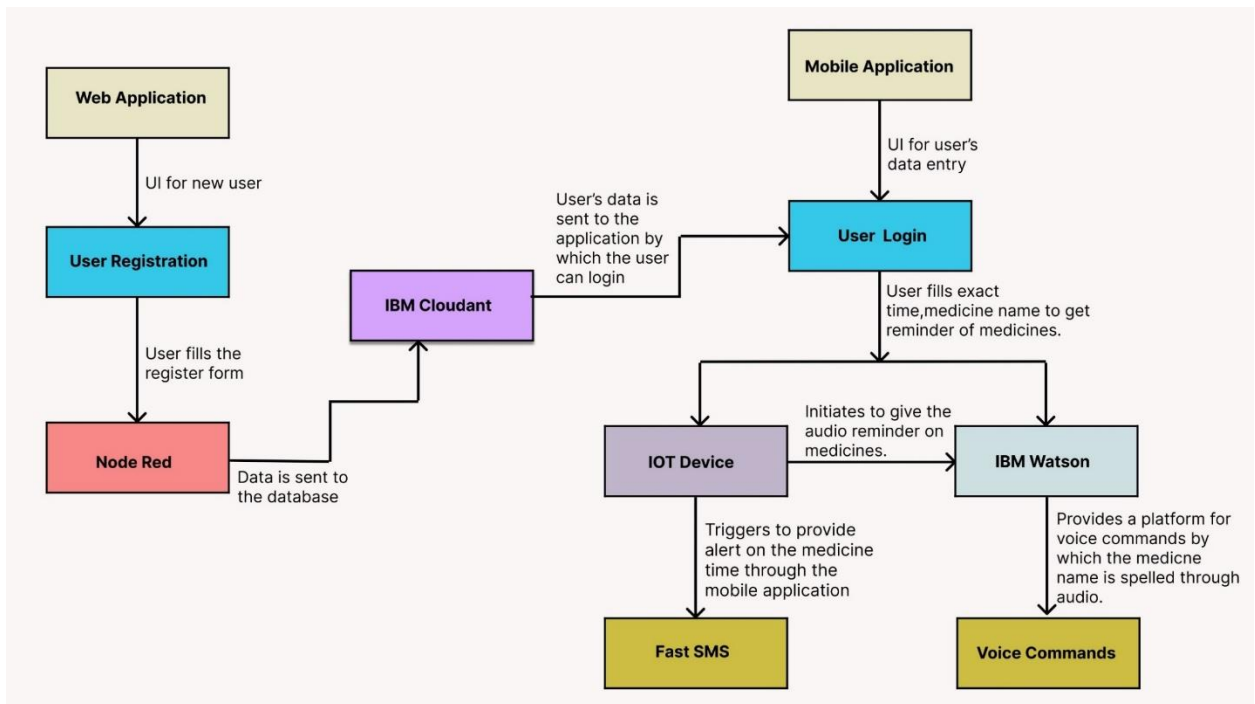 Web Application
UI for new user
User Registration
User fills the
register form
Node Red
Data is sent to
the database
IBM Cloudant
User's data is
sent to the
application by
which the user
can login
Mobile Application
UI for user's
data entry
User Login
User fills exact
time,medicine name to get
reminder of medicines.
IOT Device
Initiates to give the
audio reminder on
medicines.
IBM Watson
Triggers to provide
alert on the medicine
time through the
mobile application
Provides a platform for
voice commands by
which the medicne
name is spelled through
audio.
Fast SMS
Voice Commands